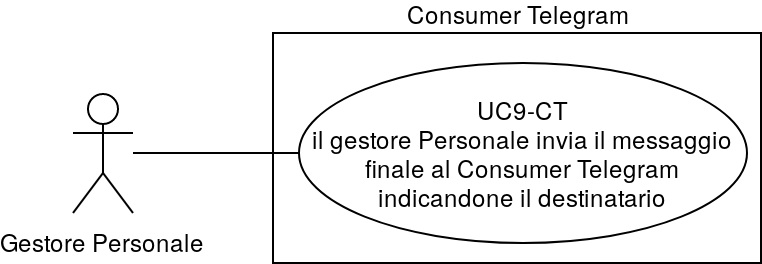 Consumer Telegram
UC9-CT
il gestore Personale invia il messaggio
finale al Consumer Telegram
indicandone il destinatario
Gestore Personale